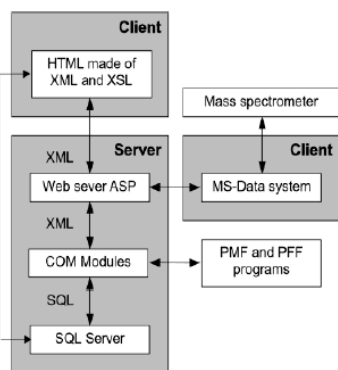 Client
HTML made of
XML and XSL
Mass spectrometer
XML
Server
Client
Web sever ASP
MS-Data system
XML
COM Modules
PMF and PFF
programs
SQL
SQL Server